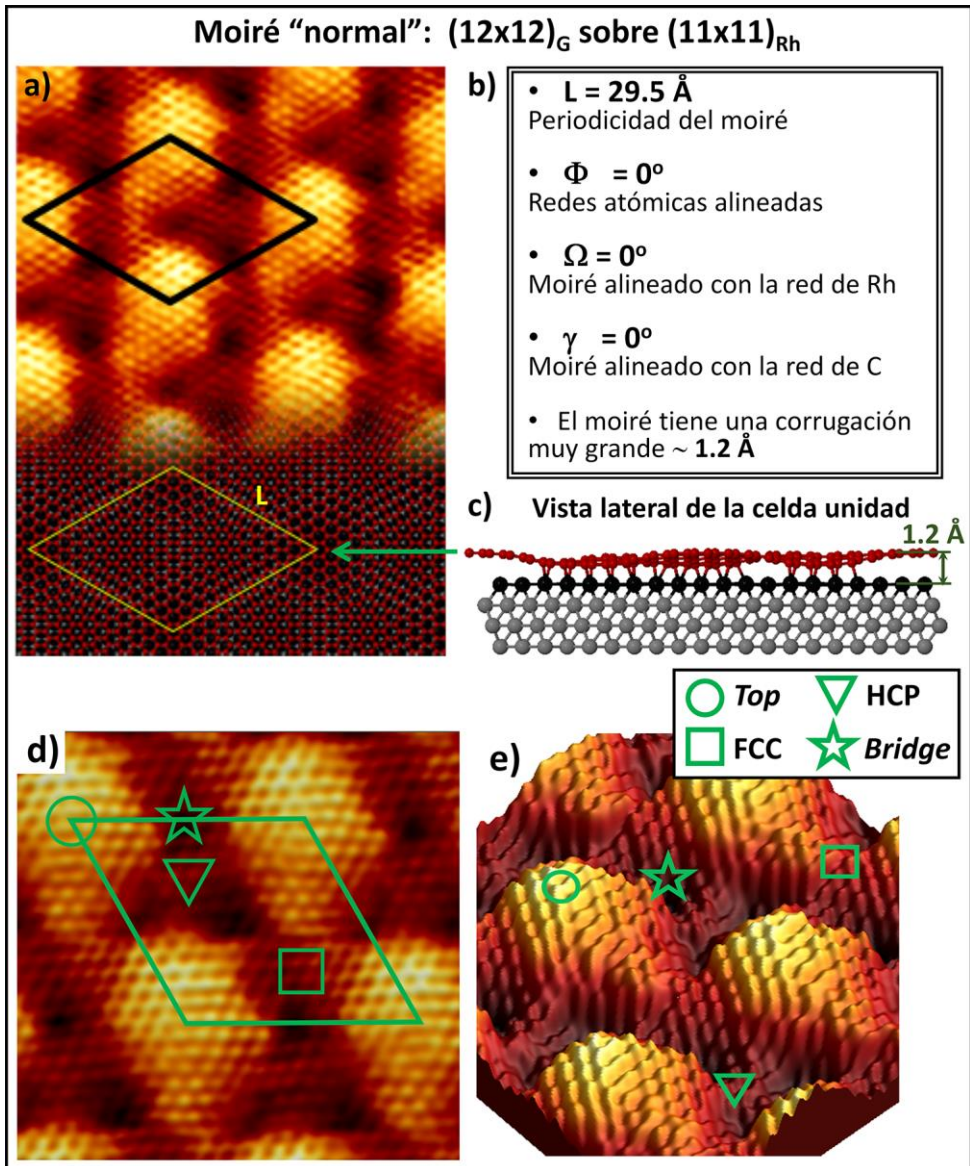 Moiré “normal”: (12x12)G sobre (11x11)Rh
a)
b)
• L = 29.5 Å
Periodicidad del moiré
• Φ = 0º
Redes atómicas alineadas
• Ω = 0º
Moiré alineado con la red de Rh
• γ = 0º
Moiré alineado con la red de C
• El moiré tiene una corrugación
muy grande ~ 1.2 Å
L
c) Vista lateral de la celda unidad
1.2 Å
Top HCP
FCC Bridge
d)
e)